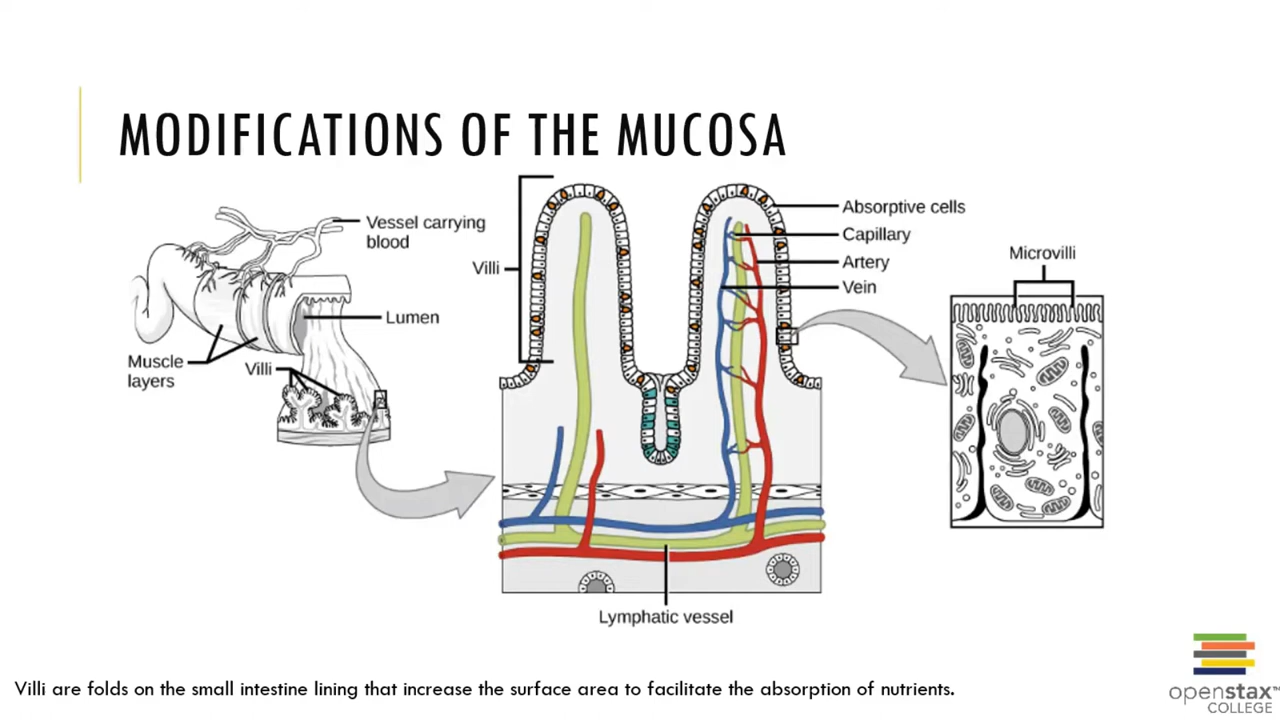 MODIFICATIONS OF THE MUCOSA
Vessel carrying
blood
Lumen
Muscle
layers
Villi
Villi
Absorptive cells
Capillary
Artery
Vein
Lymphatic vessel
Microvilli
Villi are folds on the small intestine lining that increase the surface area to facilitate the absorption of nutrients.
openstax™
COLLEGE